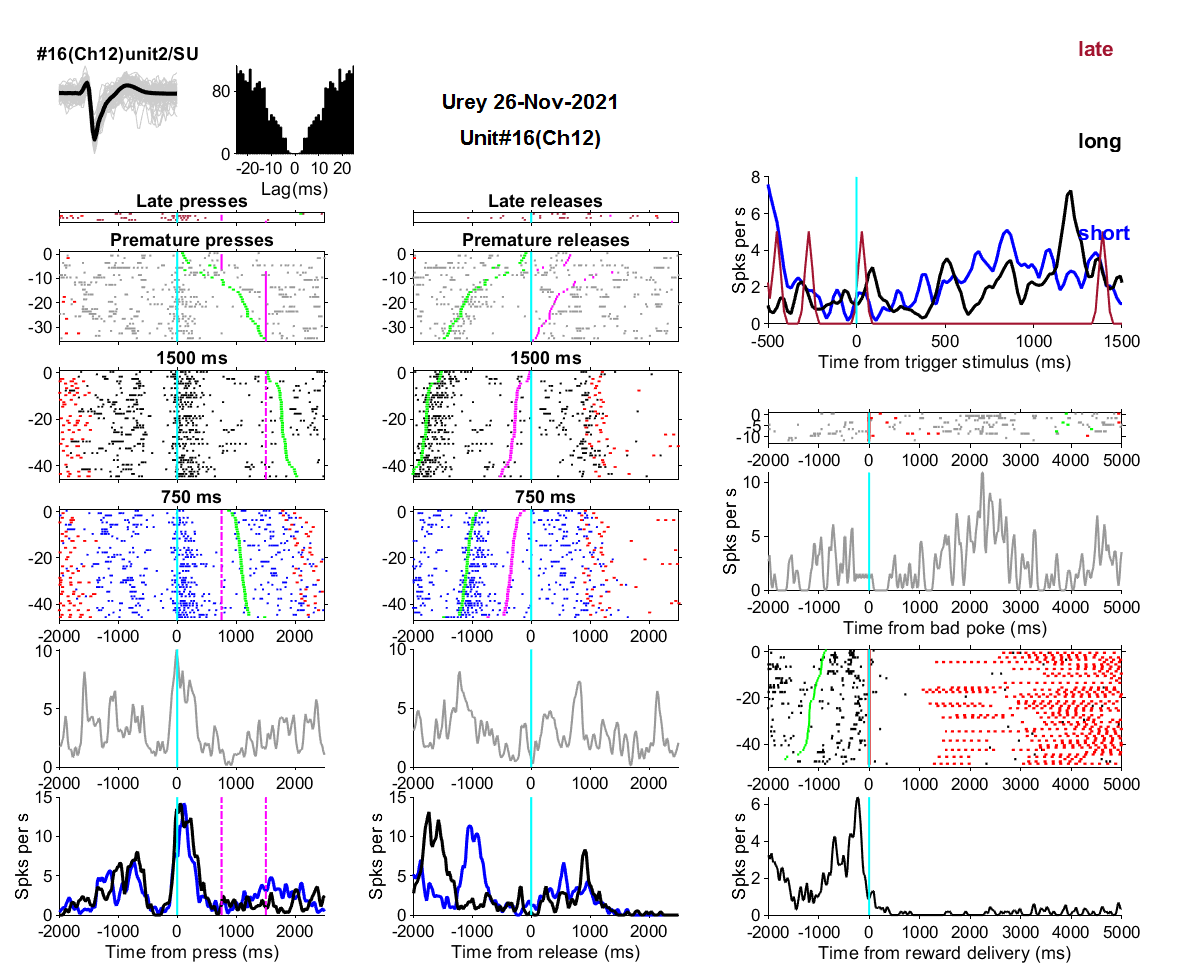 #16(Ch12)unit2/SU
80
0
-20 -10 0 10 20
Lag(ms)
Urey 26-Nov-2021
Unit#16(Ch12)
late
long
short
Late presses
Premature presses
0
-10
-20
-30
1500 ms
0
-20
-40
750 ms
0
-20
-40
-2000 -1000 0 1000 2000
10
5
0
-2000 -1000 0 1000 2000
Spks per s
15
10
5
0
-2000 -1000 0 1000 2000
Time from press (ms)
Late releases
Premature releases
1500 ms
750 ms
-2000 -1000 0 1000 2000
10
5
0
-2000 -1000 0 1000 2000
Spks per s
15
10
5
0
-2000 -1000 0 1000 2000
Time from release (ms)
Spks per s
8
6
4
2
0
-500 0 500 1000 1500
Time from trigger stimulus (ms)
0
-5
-10
-2000 -1000 0 1000 2000 3000 4000 5000
Spks per s
10
5
0
-2000 -1000 0 1000 2000 3000 4000 5000
Time from bad poke (ms)
0
-20
-40
-2000 -1000 0 1000 2000 3000 4000 5000
Spks per s
6
4
2
0
-2000 -1000 0 1000 2000 3000 4000 5000
Time from reward delivery (ms)